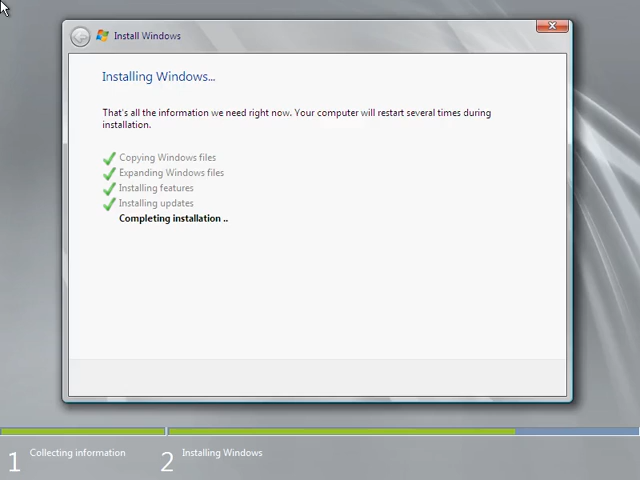 Install Windows
Installing Windows...
That's all the information we need right now. Your computer will restart several times during
installation.
Copying Windows files
Expanding Windows files
Installing features
Installing updates
Completing installation ..
1 Collecting information
2 Installing Windows